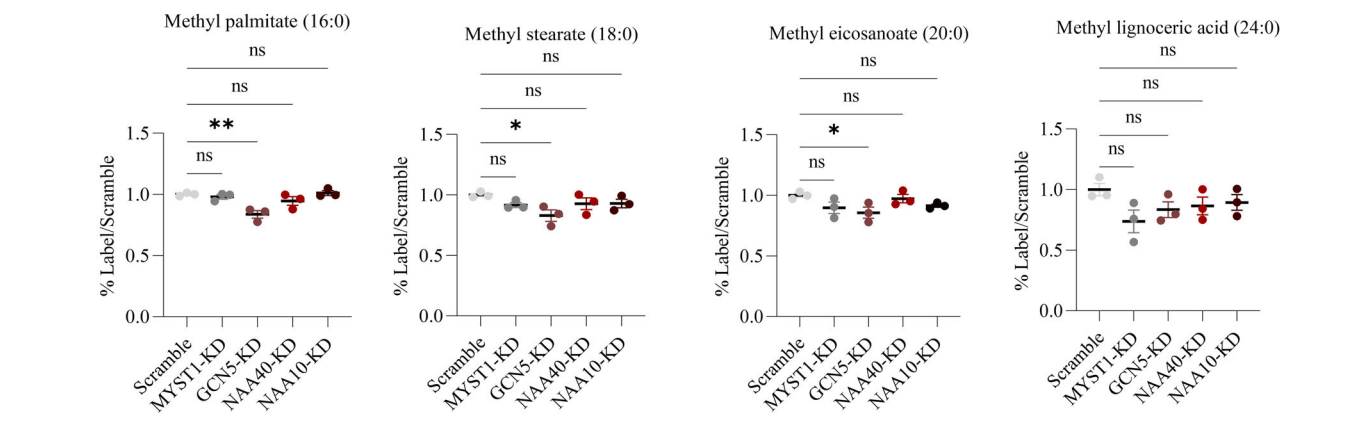 Methyl palmitate (16:0)
ns
ns
**
ns
1.5
1.0
0.5
0.0
% Label/Scramble
Scramble
MYST1-KD
GCN5-KD
NAA40-KD
NAA10-KD
Methyl stearate (18:0)
ns
ns
*
ns
1.5
1.0
0.5
0.0
% Label/Scramble
Scramble
MYST1-KD
GCN5-KD
NAA40-KD
NAA10-KD
Methyl eicosanoate (20:0)
ns
ns
*
ns
1.5
1.0
0.5
0.0
% Label/Scramble
Scramble
MYST1-KD
GCN5-KD
NAA40-KD
NAA10-KD
Methyl lignoceric acid (24:0)
ns
ns
ns
ns
1.5
1.0
0.5
0.0
% Label/Scramble
Scramble
MYST1-KD
GCN5-KD
NAA40-KD
NAA10-KD